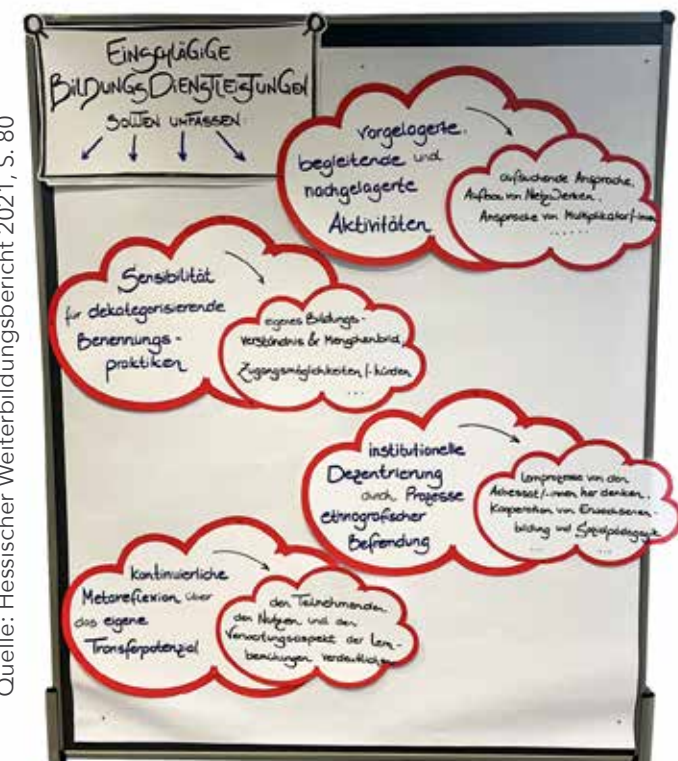 Quelle: Hessischer Weiterbildungsbericht 2021, S. 80
EINSCHLÄGIGE
BILDUNGSDIENSTLEISTUNGEN
SOLLTEN UMFASSEN:
vorgelagerte,
begleitende und
nachgelagerte
Aktivitäten
aufsuchende Ansprache,
Aufbau von Netzwerken,
Ansprache von Multiplikator/-innen
......
Sensibilität
für dekategorisierende
Benennungs-
praktiken
eigenes Bildungs-
verständnis & Menschenbild,
Zugangsmöglichkeiten/-hürden
...
institutionelle
Dezentrierung
durch Prozesse
ethnografischer
Befremdung
Lernprozesse von den
Adressat/-innen her denken,
Kooperation von Erwachsenen-
bildung und Sozialpädagogik
... ...
kontinuierliche
Metareflexion über
das eigene
Transferpotenzial
den Teilnehmenden
den Nutzen und den
Verwertungsaspekt der Lern-
bemühungen verdeutlichen